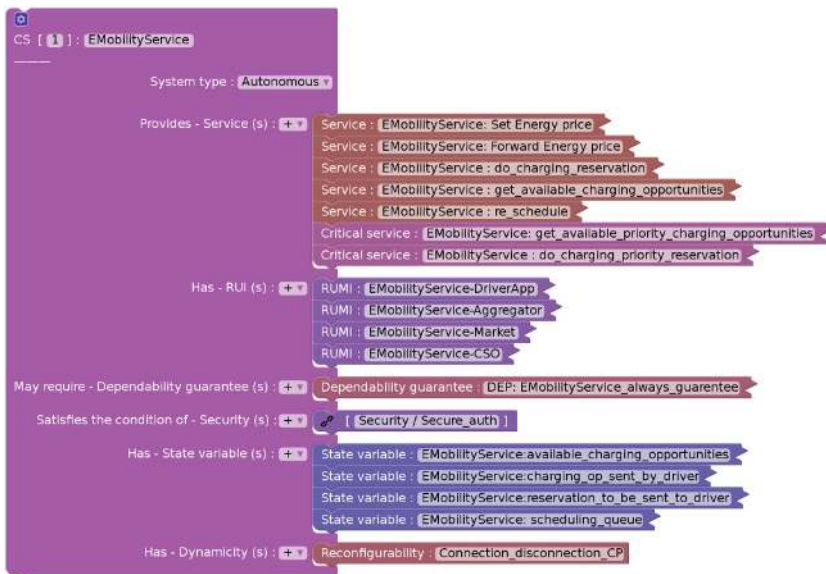 CS [ 1 ] : EMobilityService
System type : Autonomous
Provides - Service (s) : + Service : EMobilityService: Set Energy price
Service : EMobilityService: Forward Energy price
Service : EMobilityService : do_charging_reservation
Service : EMobilityService : get_available_charging_opportunities
Service : EMobilityService : re_schedule
Critical service : EMobilityService: get_available_priority_charging_opportunities
Critical service : EMobilityService : do_charging_priority_reservation
Has - RUI (s) : + RUMI : EMobilityService-DriverApp
RUMI : EMobilityService-Aggregator
RUMI : EMobilityService-Market
RUMI : EMobilityService-CSO
May require - Dependability guarantee (s) : + Dependability guarantee : DEP: EMobilityService_always_guarentee
Satisfies the condition of - Security (s) : + [ Security / Secure_auth ]
Has - State variable (s) : + State variable : EMobilityService:available_charging_opportunities
State variable : EMobilityService:charging_op_sent_by_driver
State variable : EMobilityService:reservation_to_be_sent_to_driver
State variable : EMobilityService: scheduling_queue
Has - Dynamicity (s) : + Reconfigurability : Connection_disconnection_CP